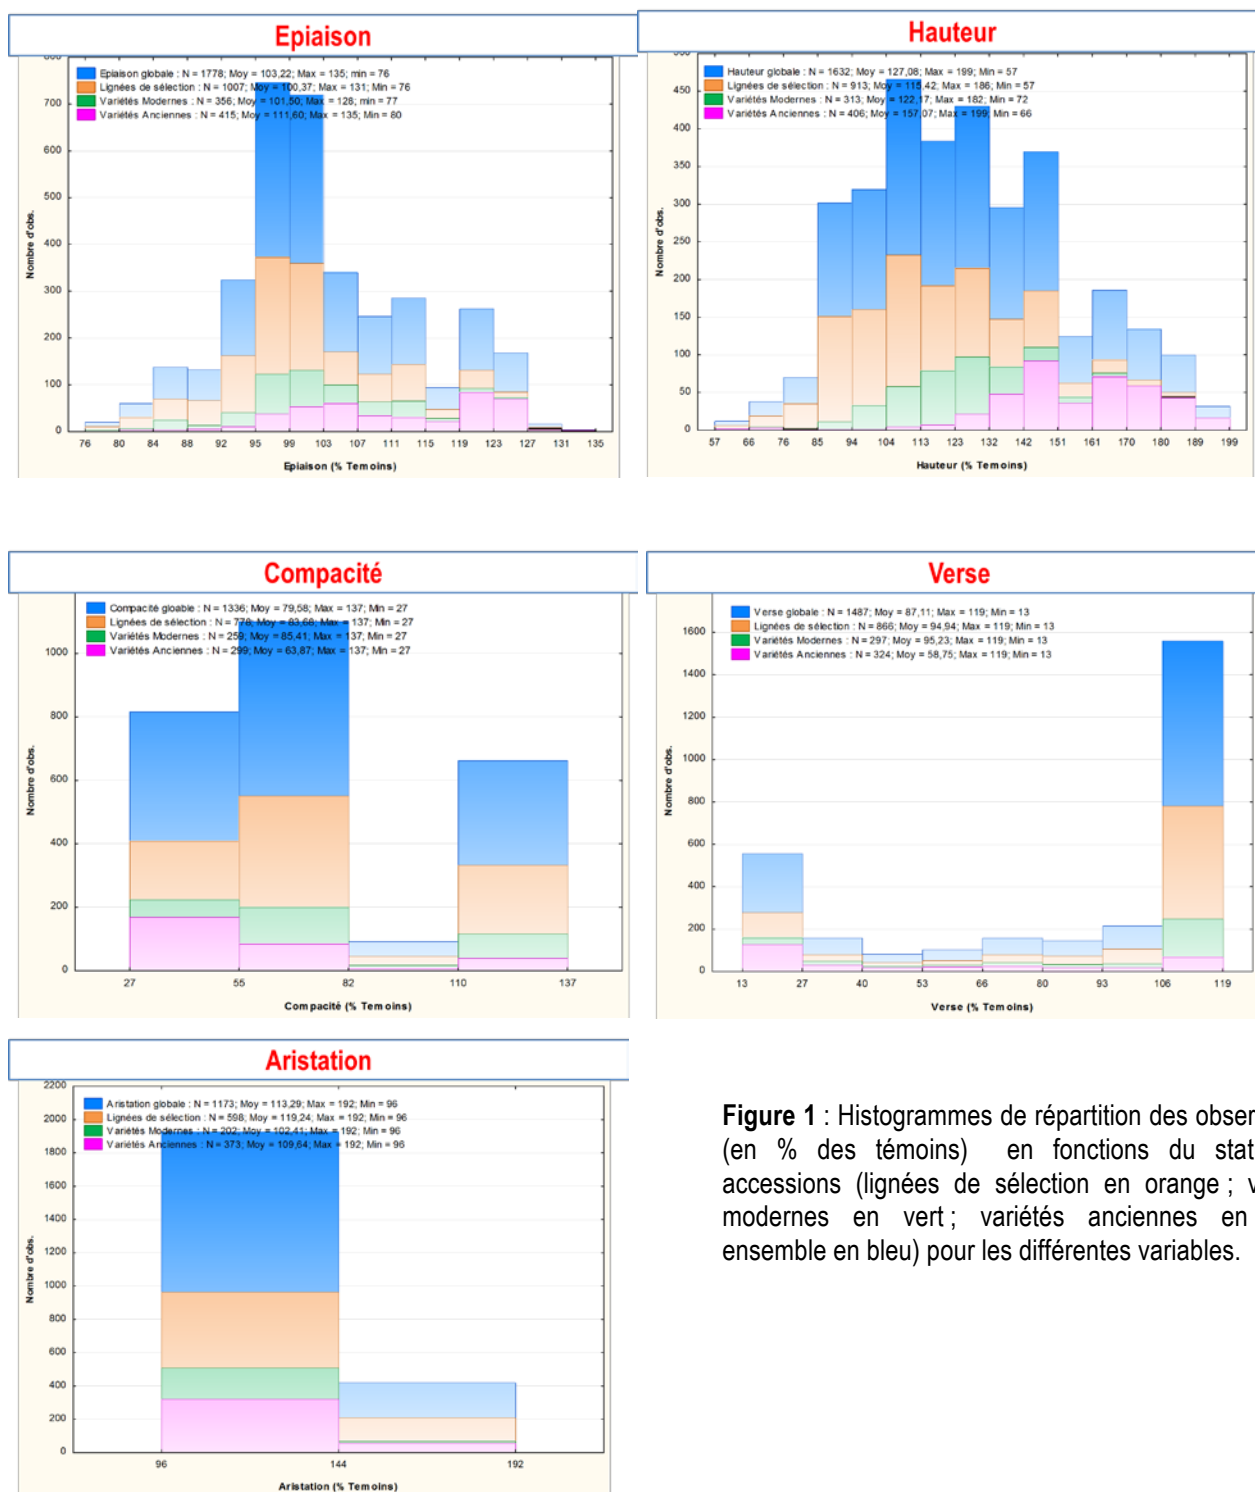 Epiaison
800
700
600
500
400
300
200
100
0
Nombre d'obs.
Epiaison globale : N = 1778; Moy = 103,22; Max = 135; min = 76
Lignées de sélection : N = 1007; Moy = 100,37; Max = 131; Min = 76
Variétés Modernes : N = 356; Moy = 101,50; Max = 128; min = 77
Variétés Anciennes : N = 415; Moy = 111,60; Max = 135; Min = 80
76 80 84 88 92 95 99 103 107 111 115 119 123 127 131 135
Epiaison (% Temoins)
Hauteur
500
450
400
350
300
250
200
150
100
50
0
Nombre d'obs.
Hauteur globale : N = 1632; Moy = 127,08; Max = 199; Min = 57
Lignées de sélection : N = 913; Moy = 115,42; Max = 186; Min = 57
Variétés Modernes : N = 313; Moy = 122,17; Max = 182; Min = 72
Variétés Anciennes : N = 406; Moy = 157,07; Max = 199; Min = 66
57 66 76 85 94 104 113 123 132 142 151 161 170 180 189 199
Hauteur (% Temoins)
Compacité
1000
800
600
400
200
0
Nombre d'obs.
Compacité gloable : N = 1336; Moy = 79,58; Max = 137; Min = 27
Lignées de sélection : N = 778; Moy = 83,68; Max = 137; Min = 27
Variétés Modernes : N = 259; Moy = 85,41; Max = 137; Min = 27
Variétés Anciennes : N = 299; Moy = 63,87; Max = 137; Min = 27
27 55 82 110 137
Compacité (% Temoins)
Verse
1600
1400
1200
1000
800
600
400
200
0
Nombre d'obs.
Verse globale : N = 1487; Moy = 87,11; Max = 119; Min = 13
Lignées de sélection : N = 866; Moy = 94,94; Max = 119; Min = 13
Variétés Modernes : N = 297; Moy = 95,23; Max = 119; Min = 13
Variétés Anciennes : N = 324; Moy = 58,75; Max = 119; Min = 13
13 27 40 53 66 80 93 106 119
Verse (% Temoins)
Aristation
2200
2000
1800
1600
1400
1200
1000
800
600
400
200
0
Nombre d'obs.
Aristation globale : N = 1173; Moy = 113,29; Max = 192; Min = 96
Lignées de sélection : N = 598; Moy = 119,24; Max = 192; Min = 96
Variétés Modernes : N = 202; Moy = 102,41; Max = 192; Min = 96
Variétés Anciennes : N = 373; Moy = 109,64; Max = 192; Min = 96
96 144 192
Aristation (% Temoins)
Figure 1 : Histogrammes de répartition des obser
(en % des témoins) en fonctions du stat
accessions (lignées de sélection en orange ; v
modernes en vert ; variétés anciennes en
ensemble en bleu) pour les différentes variables.